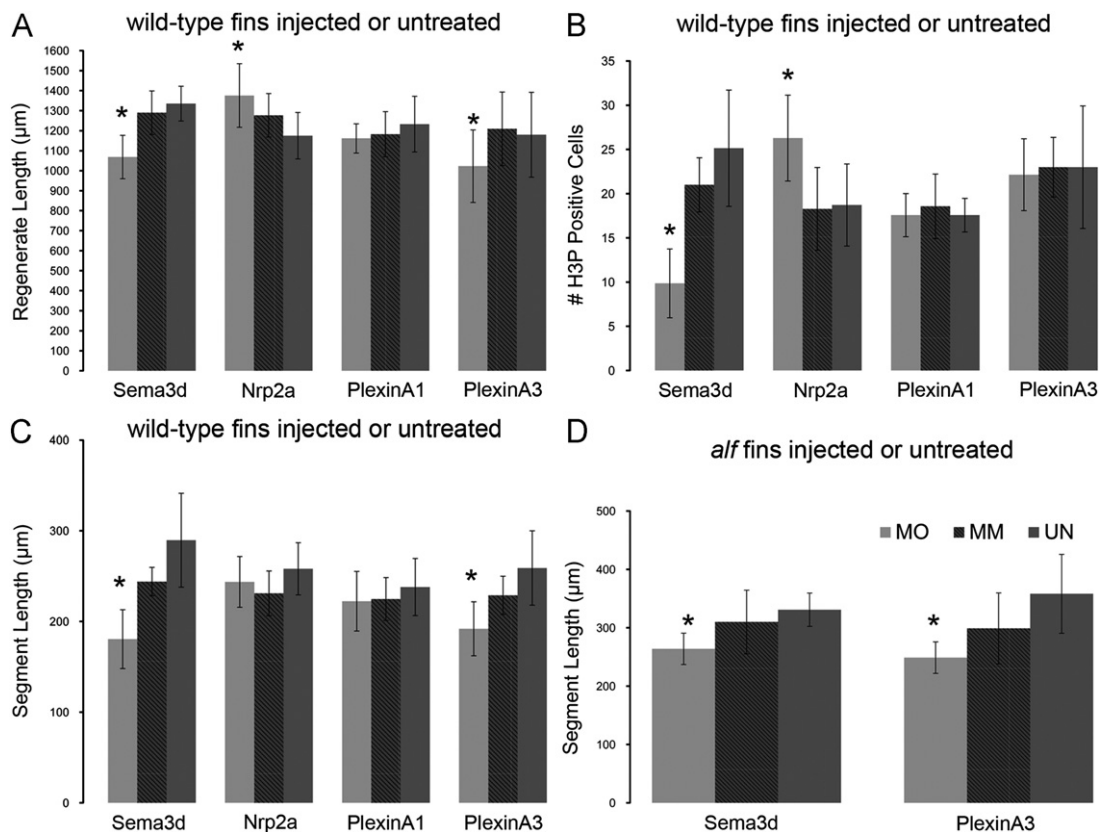 A
wild-type fins injected or untreated
Regenerate Length (µm)
1600
1500
1400
1300
1200
1100
1000
900
800
700
600
500
400
300
200
100
0
*
*
*
Sema3d Nrp2a PlexinA1 PlexinA3
B
wild-type fins injected or untreated
# H3P Positive Cells
35
30
25
20
15
10
5
0
*
*
Sema3d Nrp2a PlexinA1 PlexinA3
C
wild-type fins injected or untreated
Segment Length (µm)
400
300
200
100
0
*
*
Sema3d Nrp2a PlexinA1 PlexinA3
D
alf fins injected or untreated
Segment Length (µm)
500
400
300
200
100
0
MO MM UN
*
*
Sema3d PlexinA3